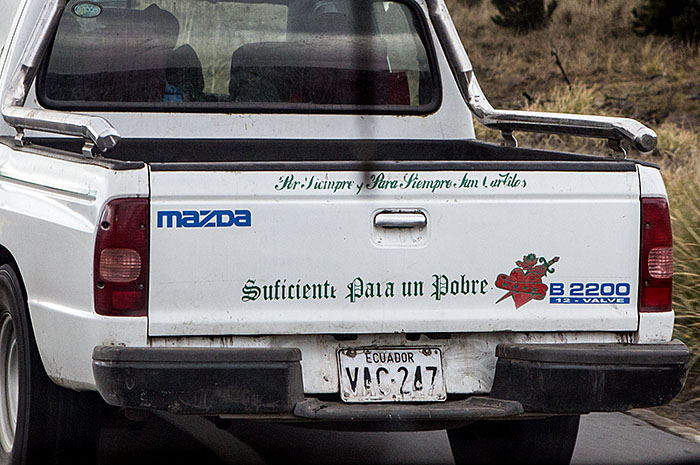 Por Siempre y Para Siempre San Carlitos
mazda
Suficiente Para un Pobre
B 2200
12 - VALVE
ECUADOR
VAC-247